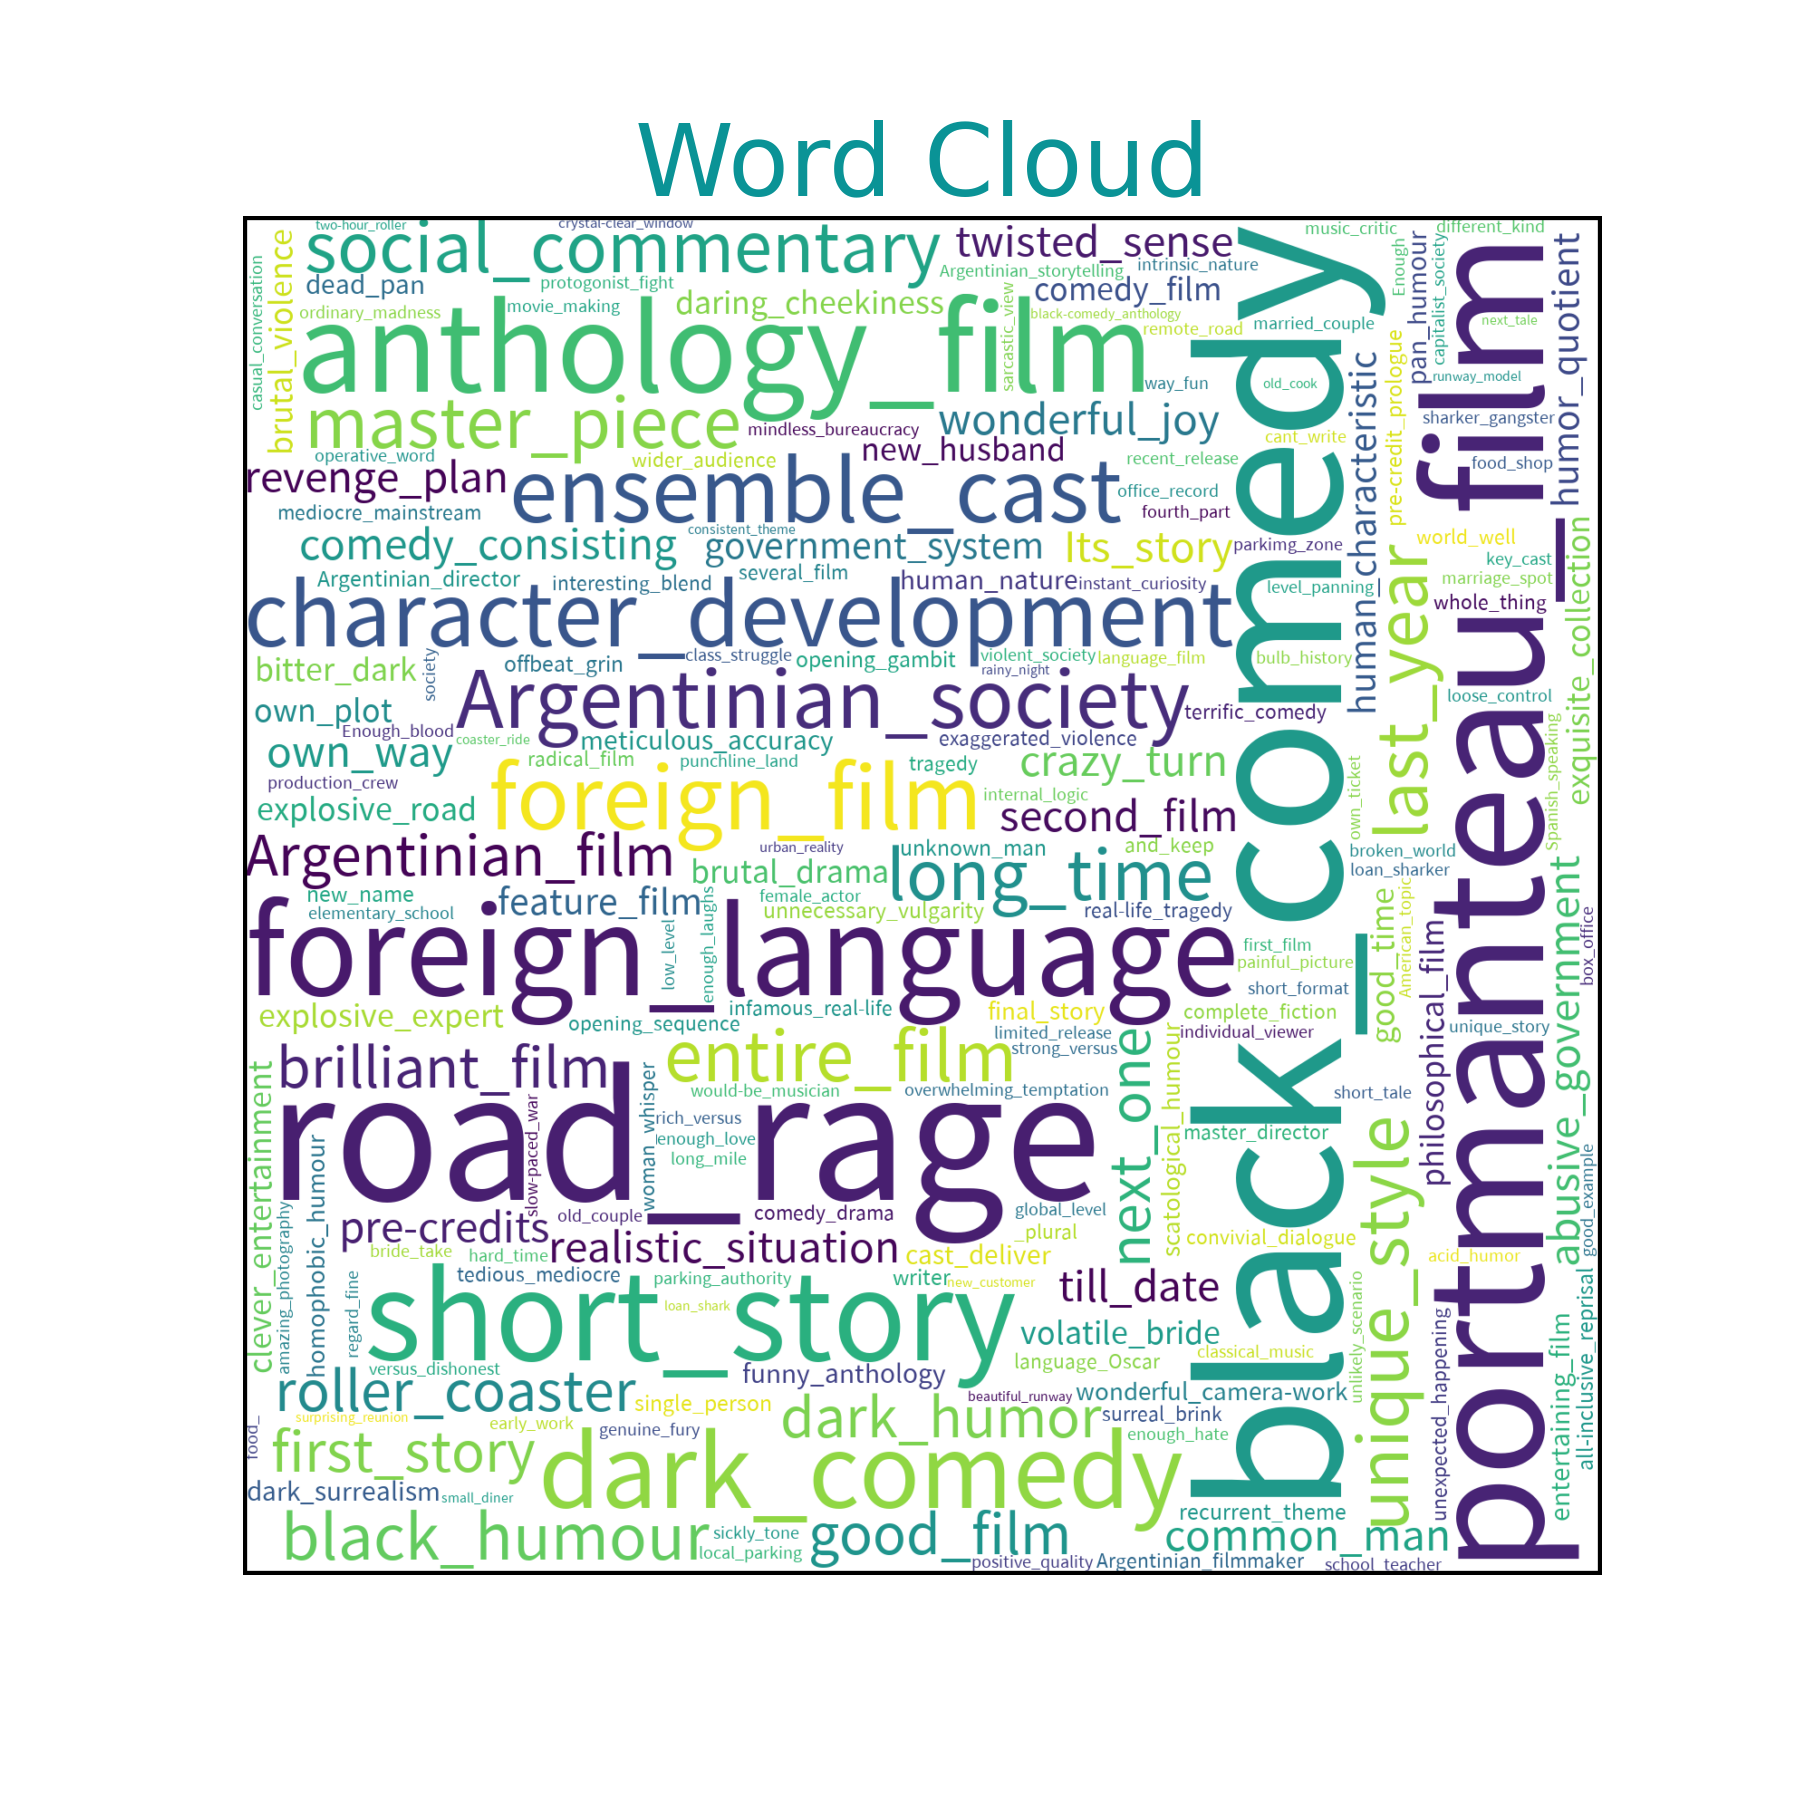 Word Cloud
two-hour_roller
crystal-clear_window
music_critic
different_kind
social_commentary
twisted_sense
casual_conversation
brutal_violence
dead_pan
protogonist_fight
Argentinian_storytelling
intrinsic_nature
Enough
pan_humour
capitalist_society
humor_quotient
ordinary_madness
movie_making
daring_cheekiness
comedy_film
sarcastic_view
black-comedy_anthology
remote_road
married_couple
next_tale
anthology_film
black_comedy
portmanteau_film
way_fun
old_cook
runway_model
human_characteristic
pre-credit_prologue
master_piece
mindless_bureaucracy
wonderful_joy
sharker_gangster
operative_word
wider_audience
new_husband
cant_write
recent_release
food_shop
revenge_plan
ensemble_cast
office_record
mediocre_mainstream
fourth_part
consistent_theme
comedy_consisting
government_system
Its_story
parkimg_zone
world_well
key_cast
exquisite_collection
Argentinian_director
interesting_blend
several_film
human_nature
instant_curiosity
level_panning
marriage_spot
last_year
whole_thing
character_development
bitter_dark
society
offbeat_grin
class_struggle
opening_gambit
violent_society
language_film
rainy_night
bulb_history
loose_control
own_plot
Argentinian_society
terrific_comedy
Enough_blood
coaster_ride
meticulous_accuracy
exaggerated_violence
Spanish_speaking
own_way
radical_film
punchline_land
tragedy
crazy_turn
own_ticket
production_crew
foreign_film
internal_logic
explosive_road
second_film
Argentinian_film
urban_reality
unknown_man
and_keep
broken_world
brutal_drama
long_time
loan_sharker
new_name
feature_film
enough_laughs
female_actor
good_time
American_topic
abusive_government
elementary_school
unnecessary_vulgarity
real-life_tragedy
philosophical_film
box_office
foreign_language
low_level
first_film
painful_picture
short_format
explosive_expert
infamous_real-life
final_story
complete_fiction
opening_sequence
limited_release
individual_viewer
unique_story
brilliant_film
entire_film
strong_versus
next_one
scatological_humour
clever_entertainment
woman_whisper
would-be_musician
overwhelming_temptation
short_tale
road_rage
slow-paced_war
rich_versus
enough_love
long_mile
master_director
unique_style
homophobic_humour
good_example
amazing_photography
pre-credits
old_couple
comedy_drama
global_level
_plural
convivial_dialogue
bride_take
hard_time
realistic_situation
cast_deliver
acid_humor
regard_fine
tedious_mediocre
parking_authority
writer
new_customer
till_date
unlikely_scenario
all-inclusive_reprisal
short_story
loan_shark
volatile_bride
unexpected_happening
entertaining_film
classical_music
versus_dishonest
funny_anthology
language_Oscar
roller_coaster
single_person
beautiful_runway
wonderful_camera-work
surprising_reunion
early_work
genuine_fury
dark_humor
surreal_brink
food_
first_story
dark_comedy
enough_hate
dark_surrealism
small_diner
recurrent_theme
black_humour
sickly_tone
good_film
common_man
local_parking
positive_quality
Argentinian_filmmaker
school_teacher